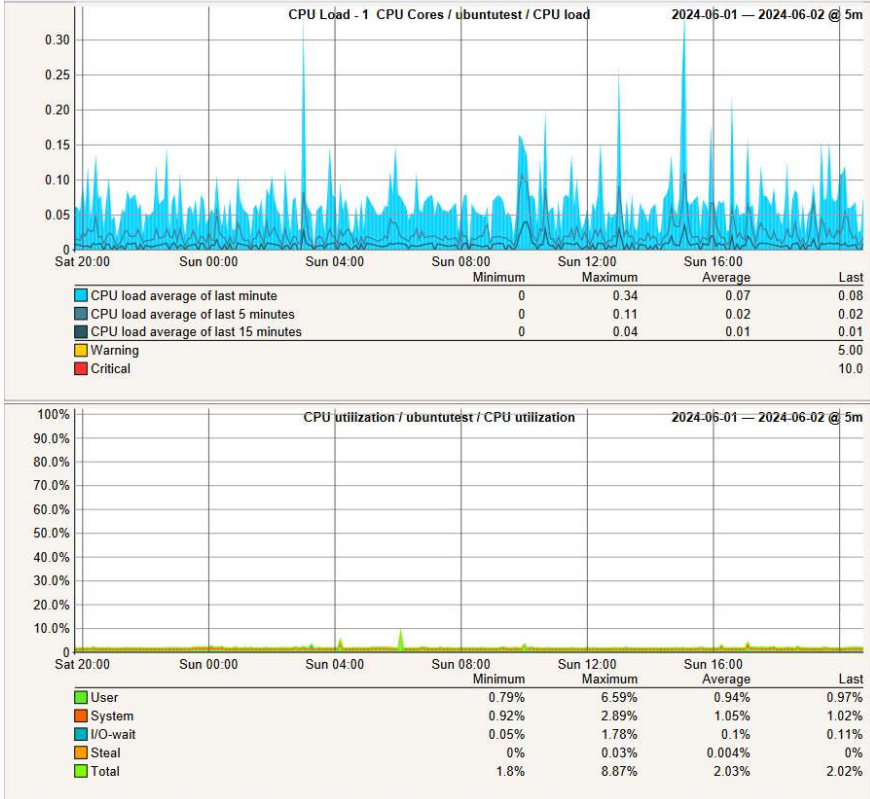 CPU Load - 1 CPU Cores / ubuntutest / CPU load 2024-06-01 — 2024-06-02 @ 5m
0.30
0.25
0.20
0.15
0.10
0.05
0
Sat 20:00 Sun 00:00 Sun 04:00 Sun 08:00 Sun 12:00 Sun 16:00
Minimum Maximum Average Last
CPU load average of last minute 0 0.34 0.07 0.08
CPU load average of last 5 minutes 0 0.11 0.02 0.02
CPU load average of last 15 minutes 0 0.04 0.01 0.01
Warning 5.00
Critical 10.0
CPU utilization / ubuntutest / CPU utilization 2024-06-01 — 2024-06-02 @ 5m
100%
90.0%
80.0%
70.0%
60.0%
50.0%
40.0%
30.0%
20.0%
10.0%
0
Sat 20:00 Sun 00:00 Sun 04:00 Sun 08:00 Sun 12:00 Sun 16:00
Minimum Maximum Average Last
User 0.79% 6.59% 0.94% 0.97%
System 0.92% 2.89% 1.05% 1.02%
I/O-wait 0.05% 1.78% 0.1% 0.11%
Steal 0% 0.03% 0.004% 0%
Total 1.8% 8.87% 2.03% 2.02%